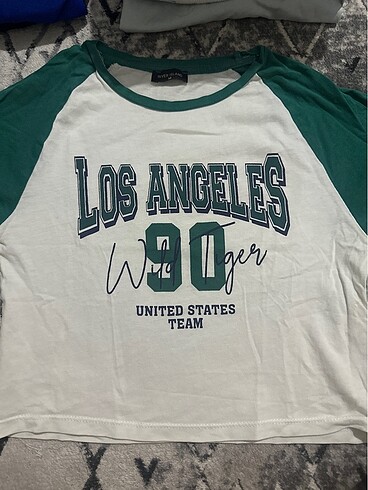 LOS ANGELES
90
Wild Tiger
UNITED STATES
TEAM